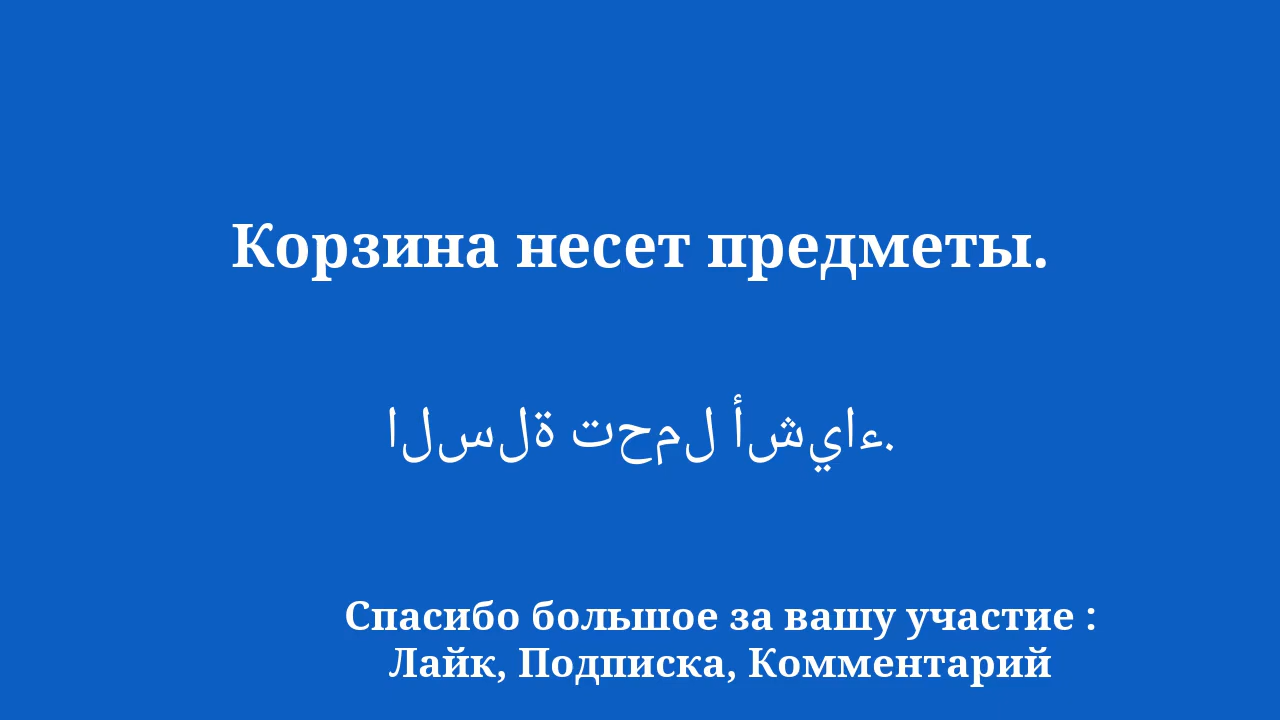 Корзина несет предметы.
السلة تحمل أشياء.
Спасибо большое за вашу участие :
Лайк, Подписка, Комментарий